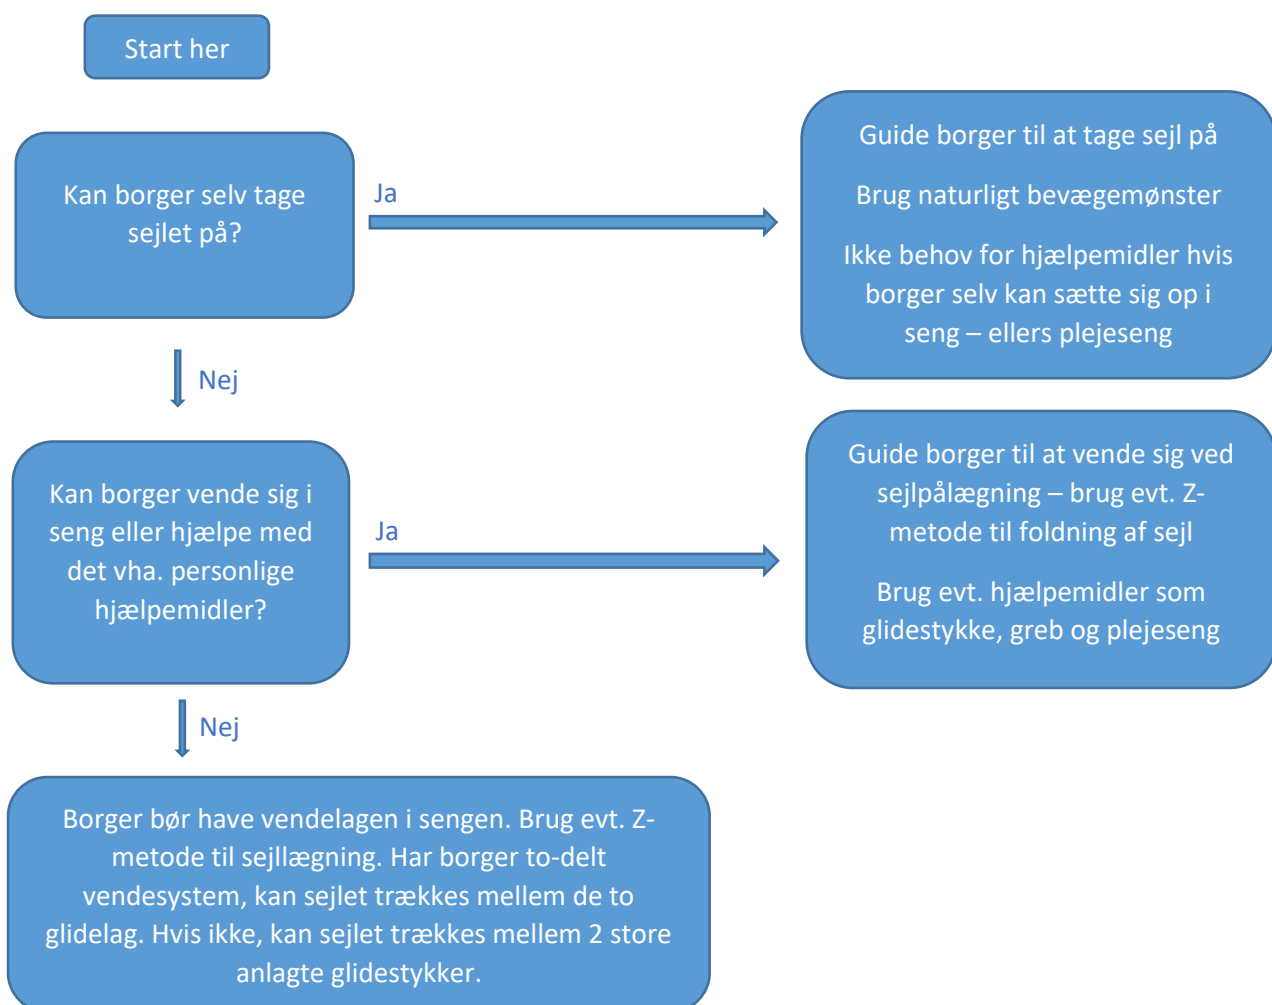 Start her
Kan borger selv tage
sejlet på?
Ja
Guide borger til at tage sejl på
Brug naturligt bevægemønster
Ikke behov for hjælpemidler hvis
borger selv kan sætte sig op i
seng – ellers plejeseng
Nej
Kan borger vende sig i
seng eller hjælpe med
det vha. personlige
hjælpemidler?
Ja
Guide borger til at vende sig ved
sejlpålægning – brug evt. Z-
metode til foldning af sejl
Brug evt. hjælpemidler som
glidestykke, greb og plejeseng
Nej
Borger bør have vendelagen i sengen. Brug evt. Z-
metode til sejllægning. Har borger to-delt
vendesystem, kan sejlet trækkes mellem de to
glidelag. Hvis ikke, kan sejlet trækkes mellem 2 store
anlagte glidestykker.